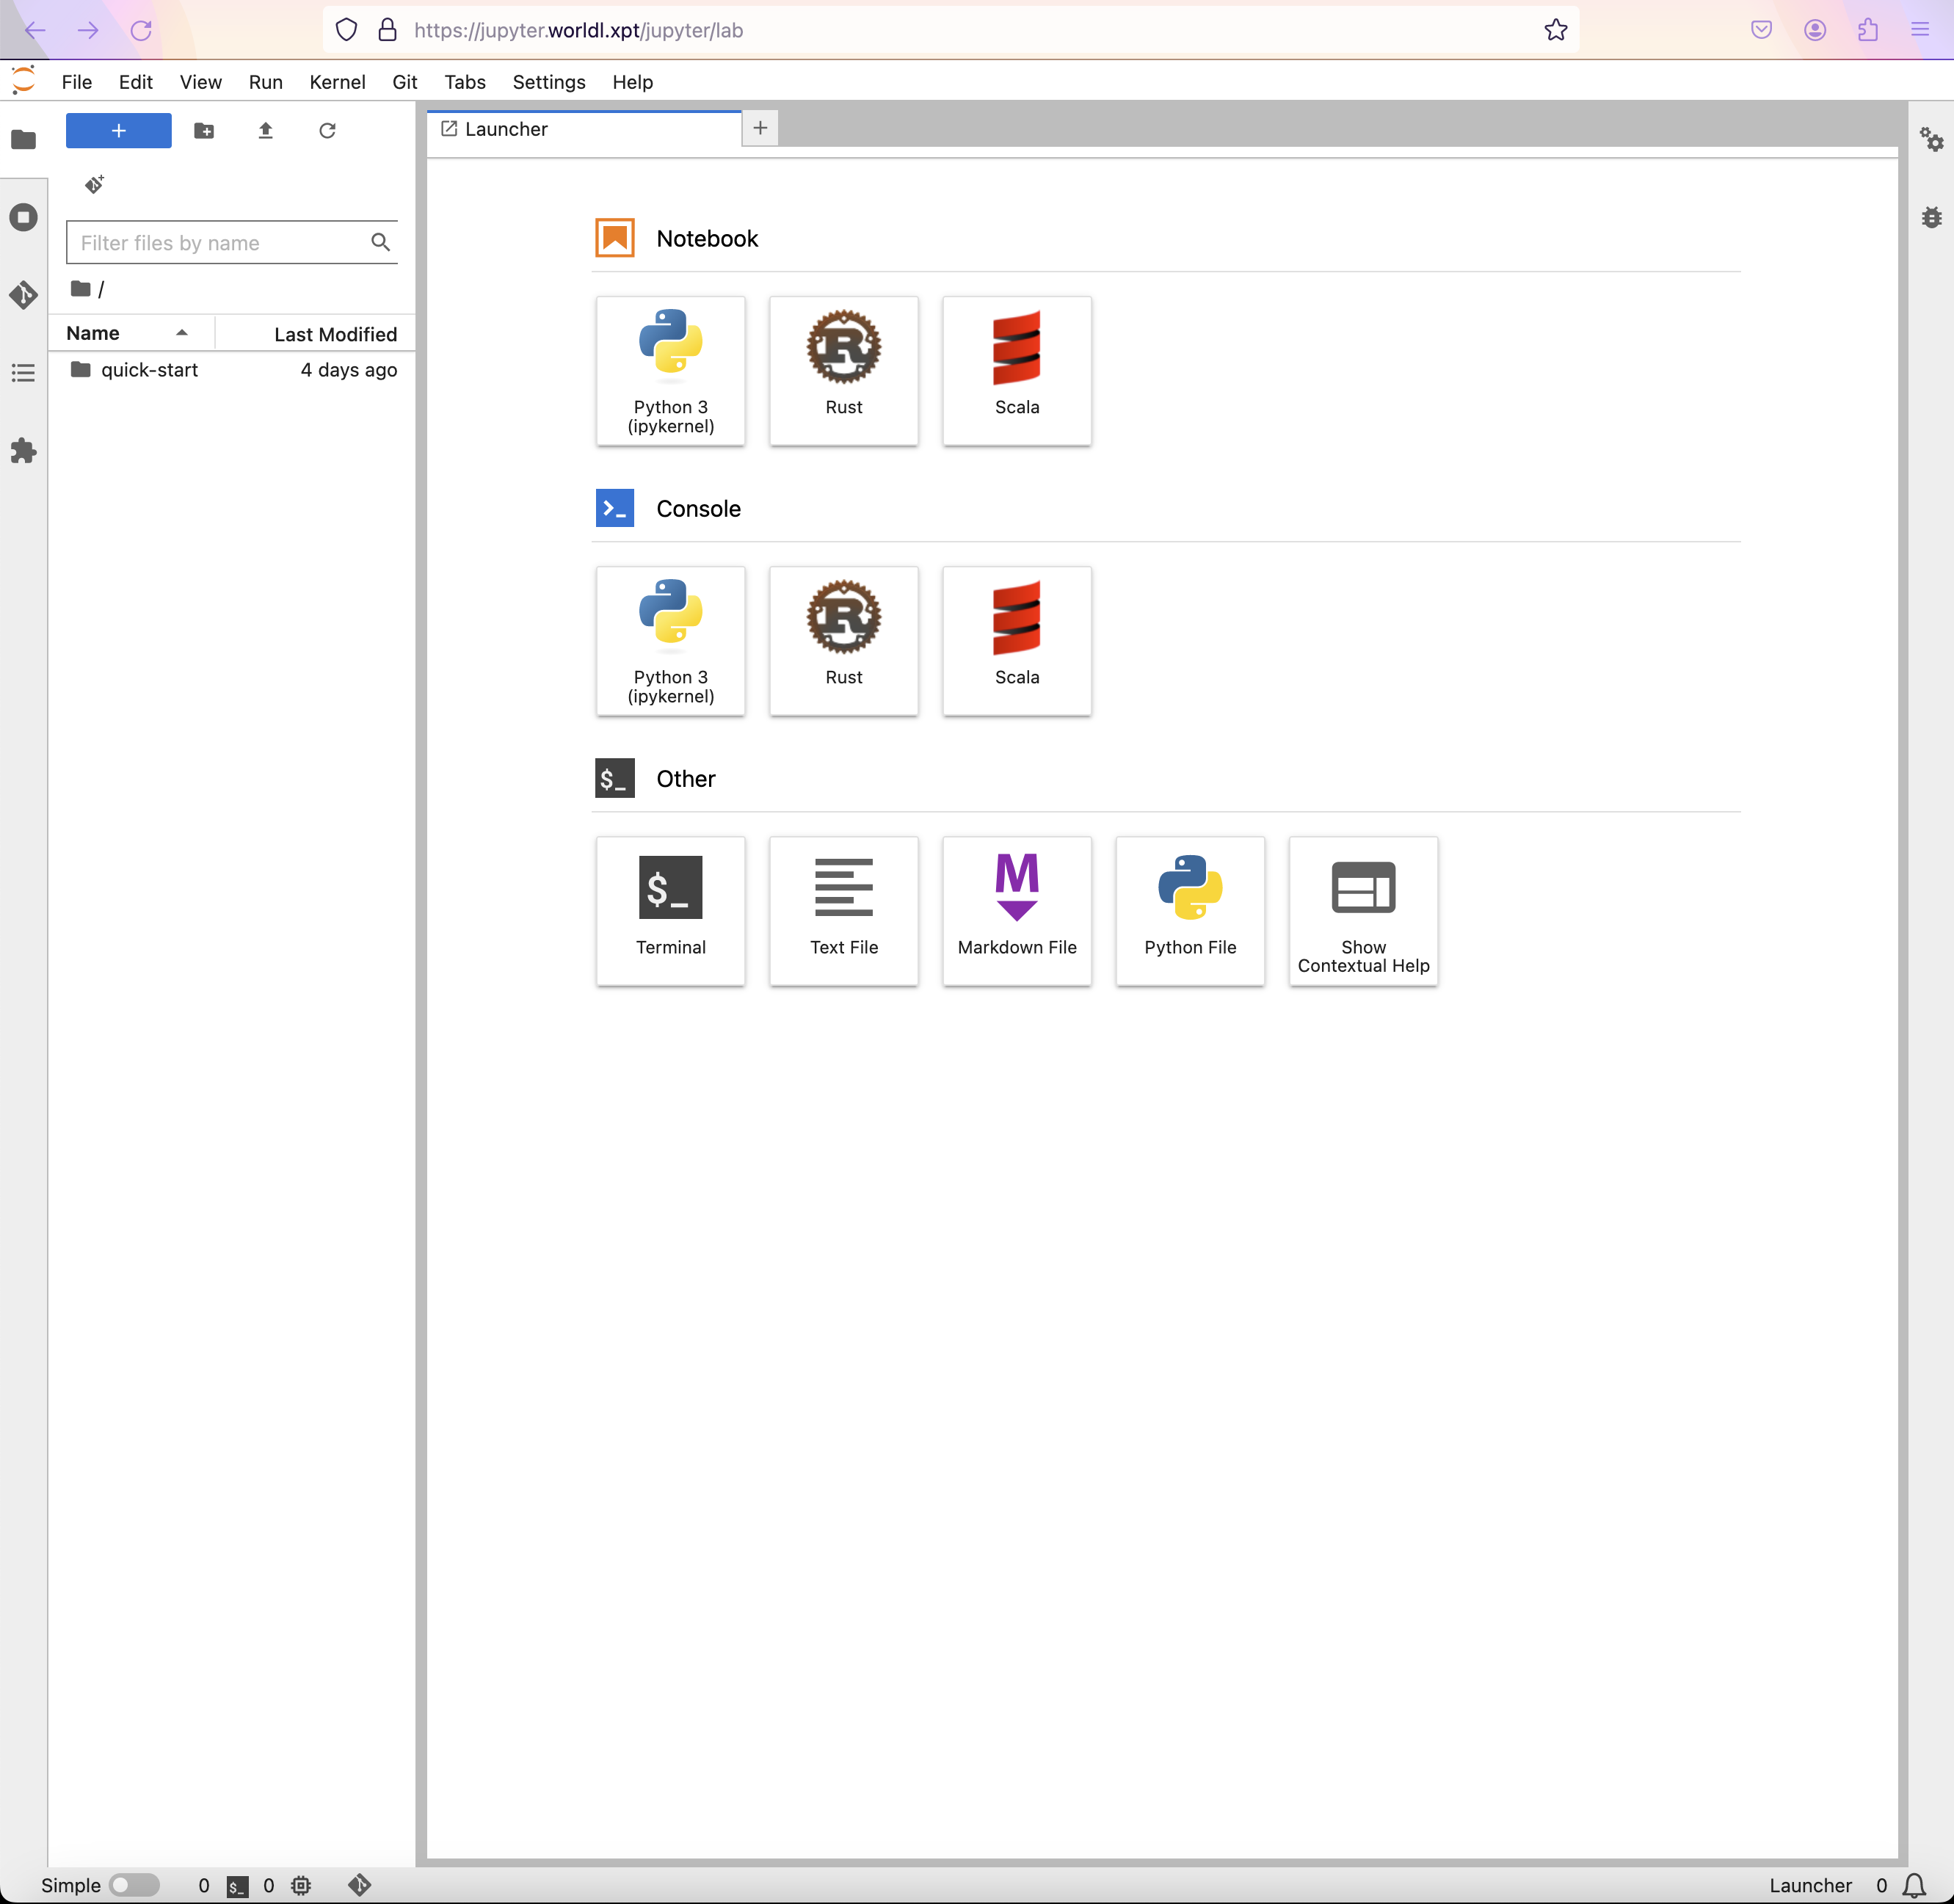 https://jupyter.worldl.xpt/jupyter/lab
File Edit View Run Kernel Git Tabs Settings Help
+
Launcher
+
Filter files by name
/
Name Last Modified
quick-start 4 days ago
Notebook
Python 3
(ipykernel)
Rust
Scala
>_ Console
Python 3
(ipykernel)
Rust
Scala
$_ Other
$_
Terminal
Text File
M
Markdown File
Python File
Show
Contextual Help
Simple 0 $_ 0
Launcher 0